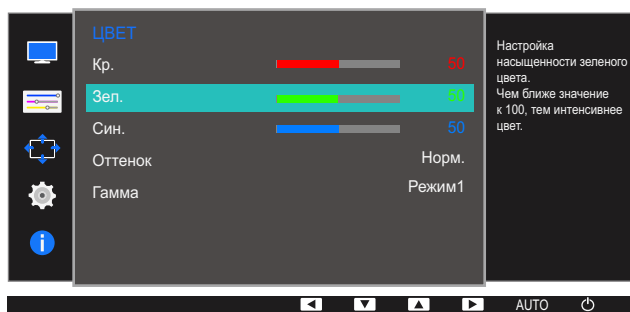 ЦВЕТ
Кр. 50
Зел. 50
Син. 50
Оттенок Норм.
Гамма Режим1
Настройка
насыщенности зеленого
цвета.
Чем ближе значение
к 100, тем интенсивнее
цвет.
AUTO